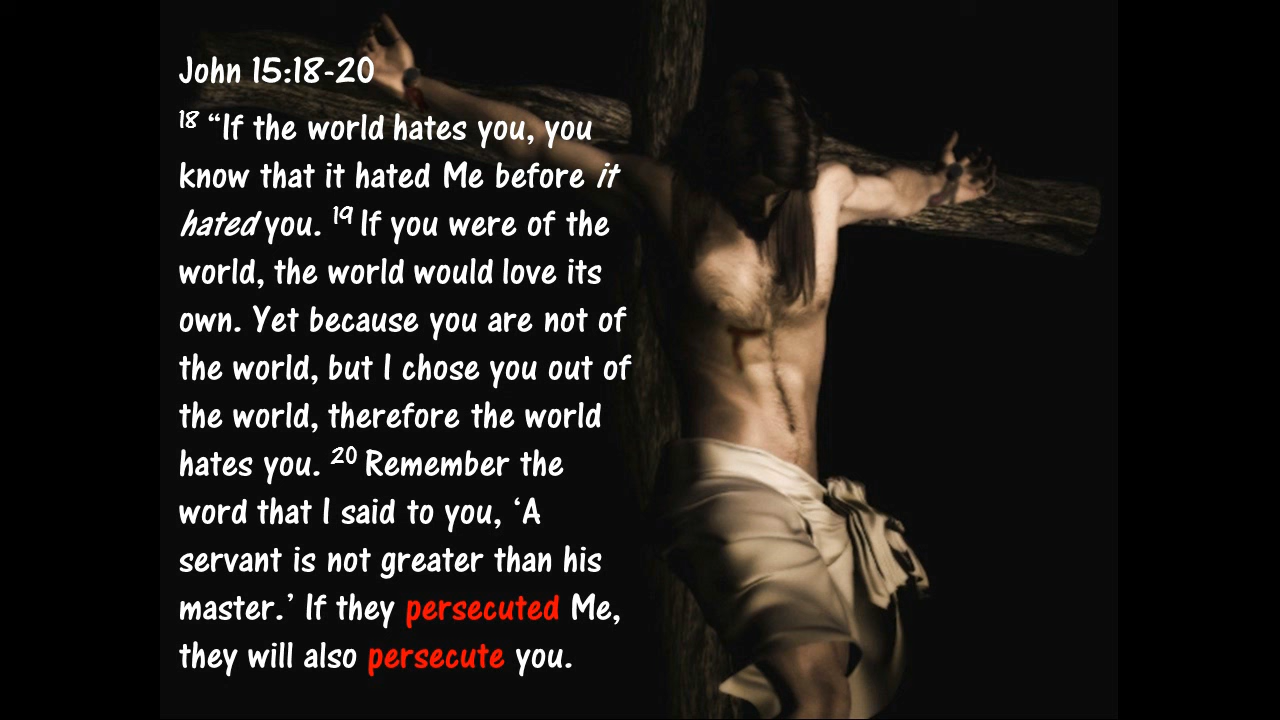 John 15:18-20
18 “If the world hates you, you
know that it hated Me before it
hated you. 19 If you were of the
world, the world would love its
own. Yet because you are not of
the world, but I chose you out of
the world, therefore the world
hates you. 20 Remember the
word that I said to you, ‘A
servant is not greater than his
master.’ If they persecuted Me,
they will also persecute you.